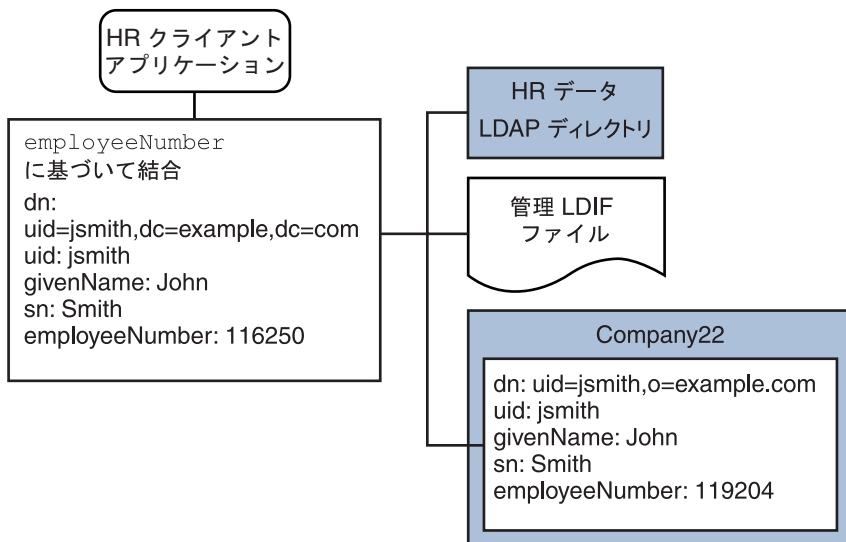 HR クライアント
アプリケーション
employeeNumber
に基づいて結合
dn:
uid=jsmith,dc=example,dc=com
uid: jsmith
givenName: John
sn: Smith
employeeNumber: 116250
HR データ
LDAP ディレクトリ
管理 LDIF
ファイル
Company22
dn: uid=jsmith,o=example.com
uid: jsmith
givenName: John
sn: Smith
employeeNumber: 119204